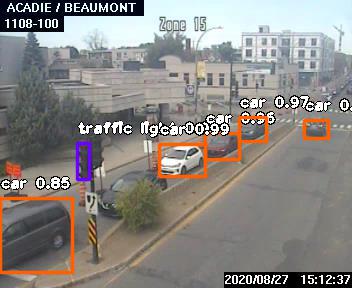 ACADIE / BEAUMONT
1108-100
Zone 15
car 0.97
car 0.96
car 0.99
traffic lig
car 0.85
2020/08/27 15:12:37